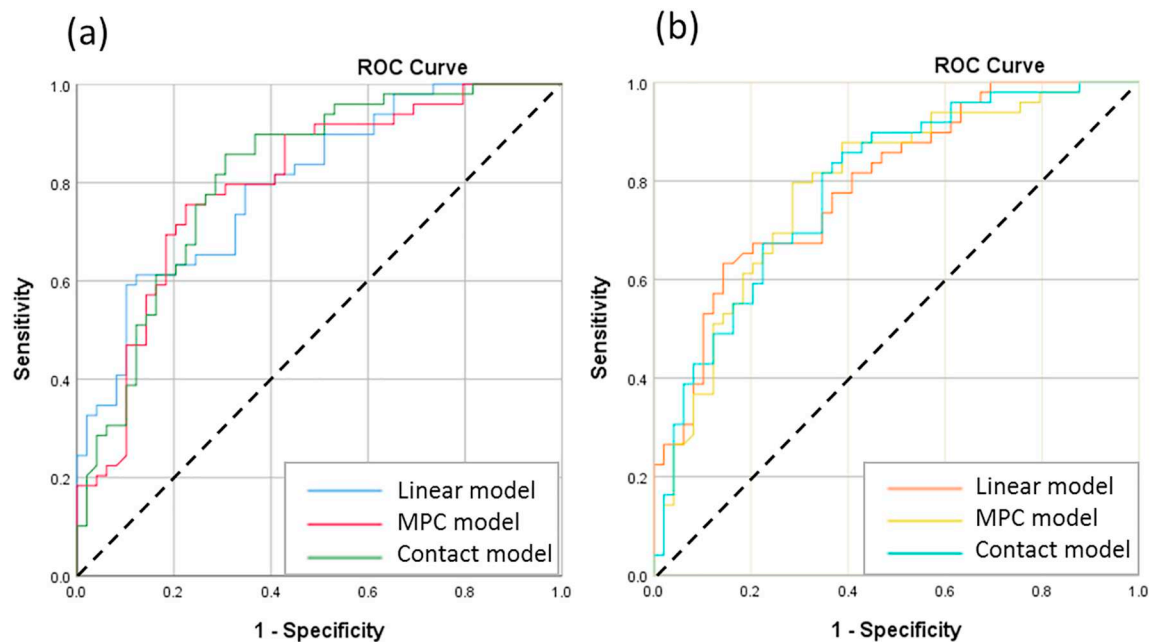 (a)
ROC Curve
1.0
0.8
0.6
0.4
0.2
0.0
Sensitivity
Linear model
MPC model
Contact model
0.0 0.2 0.4 0.6 0.8 1.0
1 - Specificity
(b)
ROC Curve
1.0
0.8
0.6
0.4
0.2
0.0
Sensitivity
Linear model
MPC model
Contact model
0.0 0.2 0.4 0.6 0.8 1.0
1 - Specificity